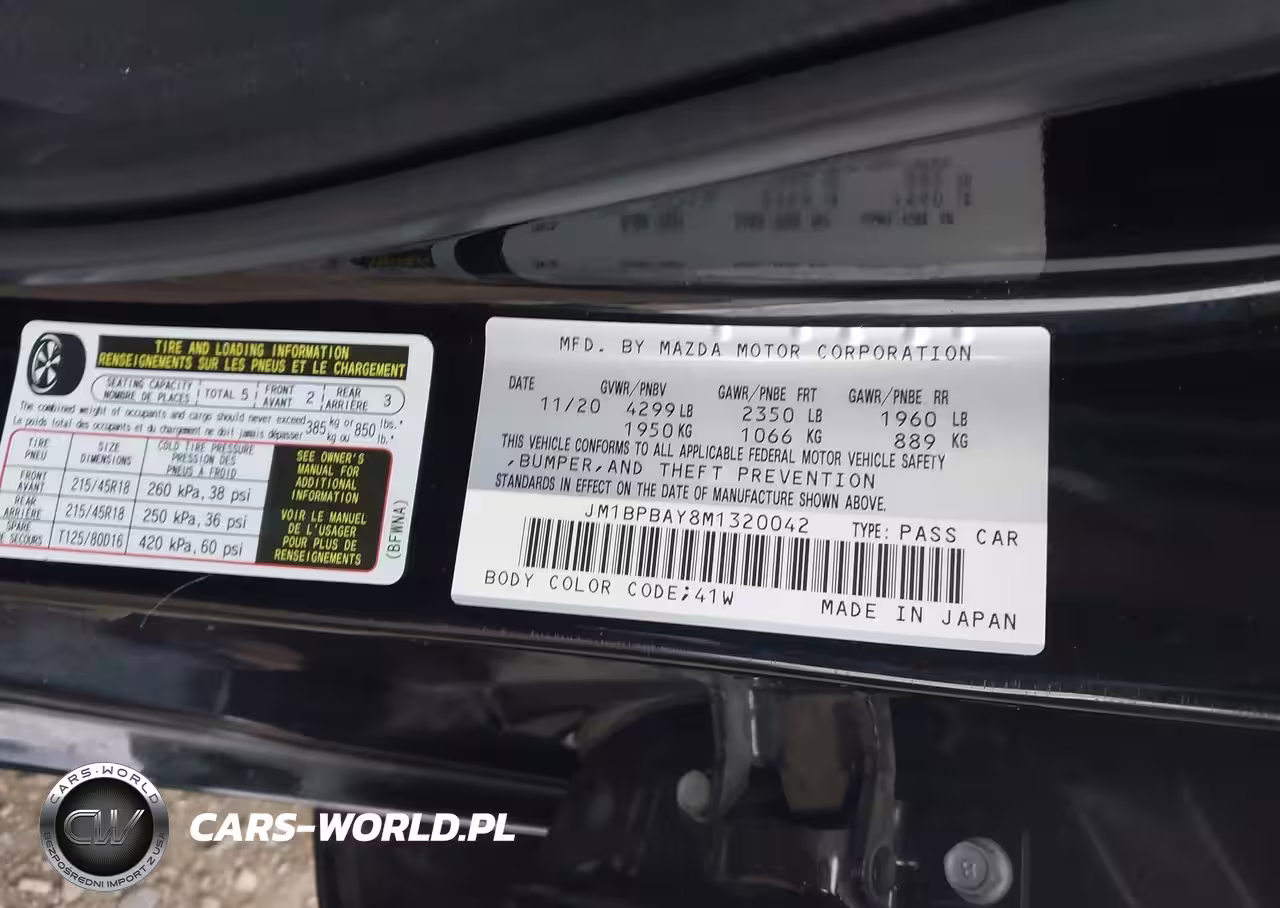 TIRE AND LOADING INFORMATION
RENSEIGNEMENTS SUR LES PNEUS ET LE CHARGEMENT
SEATING CAPACITY
NOMBRE DE PLACES
TOTAL 5
FRONT
AVANT 2
REAR
ARRIÈRE 3
The combined weight of occupants and cargo should never exceed 385 kg or 850 lbs.
Le poids total des occupants et du chargement ne doit jamais dépasser kg ou lb.
TIRE
PNEU
SIZE
DIMENSIONS
COLD TIRE PRESSURE
PRESSION DES
PNEUS A FROID
FRONT
AVANT
215/45R18
260 kPa, 38 psi
REAR
ARRIÈRE
215/45R18
250 kPa, 36 psi
SPARE
SECOURS
T125/80D16
420 kPa, 60 psi
SEE OWNER'S
MANUAL FOR
ADDITIONAL
INFORMATION
VOIR LE MANUEL
DE L'USAGER
POUR PLUS DE
RENSEIGNEMENTS
(BFWNA)
MFD. BY MAZDA MOTOR CORPORATION
DATE GVWR/PNBV GAWR/PNBE FRT GAWR/PNBE RR
11/20 4299 LB 2350 LB 1960 LB
1950 KG 1066 KG 889 KG
THIS VEHICLE CONFORMS TO ALL APPLICABLE FEDERAL MOTOR VEHICLE SAFETY
,BUMPER,AND THEFT PREVENTION
STANDARDS IN EFFECT ON THE DATE OF MANUFACTURE SHOWN ABOVE.
JM1BPBAY8M1320042 TYPE: PASS CAR
BODY COLOR CODE;41W
MADE IN JAPAN
CARS-WORLD
CW
BEZPOŚREDNI IMPORT Z USA
CARS-WORLD.PL